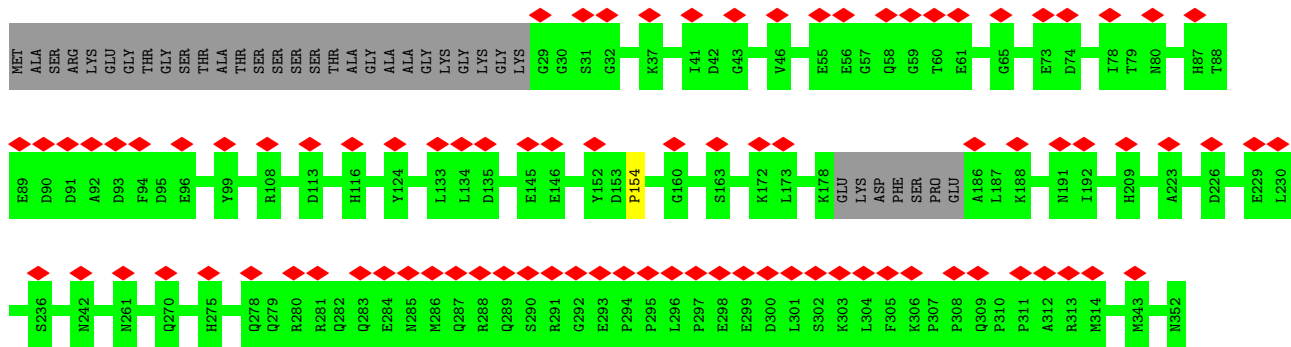 MET ALA SER ARG LYS GLU GLY THR GLY SER THR ALA THR SER SER SER SER THR ALA GLY ALA ALA GLY LYS GLY LYS GLY LYS G29 G30 S31 G32 K37 I41 D42 G43 V46 E55 E56 G57 Q58 G59 T60 E61 G65 E73 D74 I78 T79 N80 H87 T88
E89 D90 D91 A92 D93 F94 D95 E96 Y99 R108 D113 H116 Y124 L133 L134 D135 E145 E146 Y152 D153 P154 G160 S163 K172 L173 K178 GLU LYS ASP PHE SER PRO GLU A186 L187 K188 N191 I192 H209 A223 D226 E229 L230
S236 N242 N261 Q270 H275 Q278 Q279 R280 R281 Q282 Q283 E284 N285 M286 Q287 R288 Q289 S290 R291 G292 E293 P294 P295 L296 P297 E298 E299 D300 L301 S302 K303 L304 F305 K306 P307 P308 Q309 P310 P311 A312 R313 M314 M343 N352